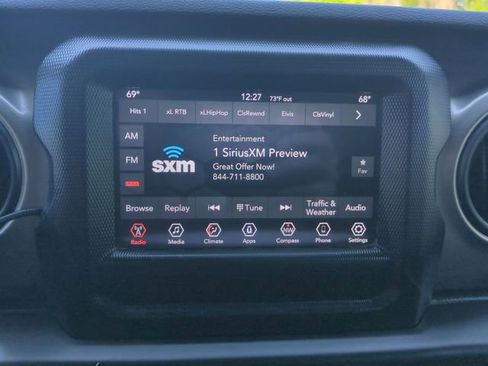 69° 12:27 73°F out 68°
Hits 1 xL RTB xLHipHop ClsRewnd Elvis ClsVinyl
AM
Entertainment
1 SiriusXM Preview
FM
sxm
Great Offer Now!
Fav
844-711-8800
Browse Replay Tune Traffic & Weather Audio
Radio Media Climate Apps NW Compass Phone Settings